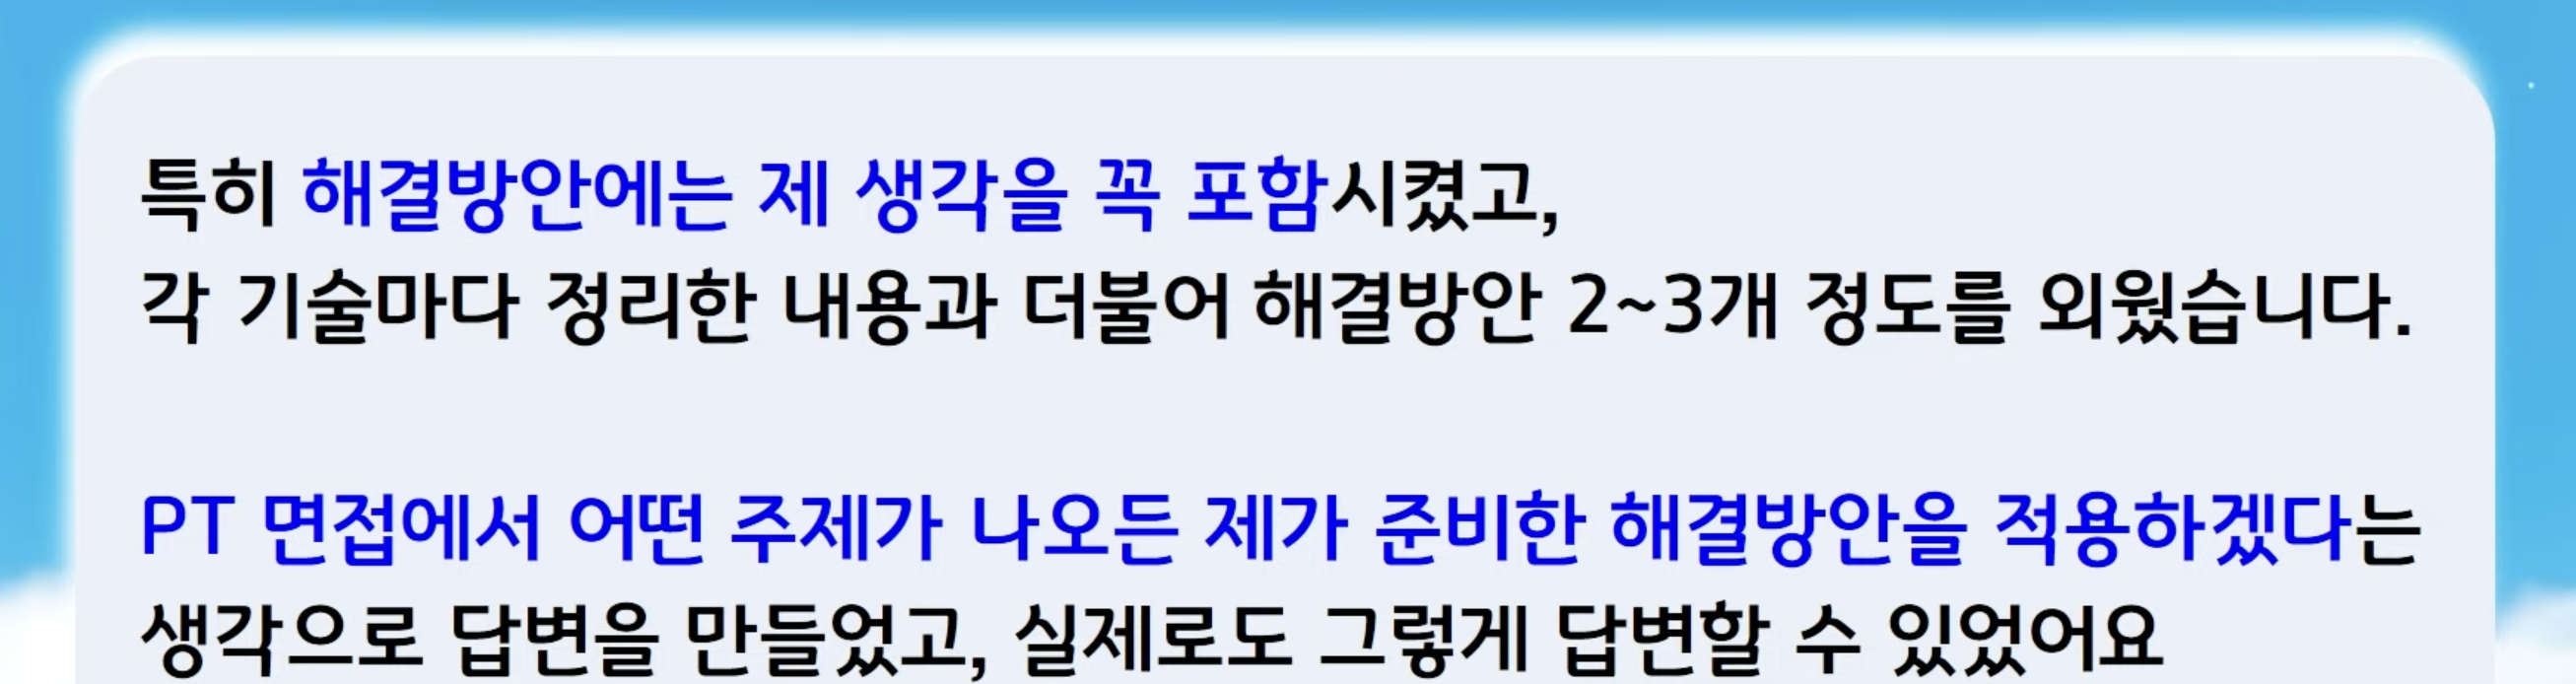 특히 해결방안에는 제 생각을 꼭 포함시켰고,
각 기술마다 정리한 내용과 더불어 해결방안 2~3개 정도를 외웠습니다.
PT 면접에서 어떤 주제가 나오든 제가 준비한 해결방안을 적용하겠다는
생각으로 답변을 만들었고, 실제로도 그렇게 답변할 수 있었어요